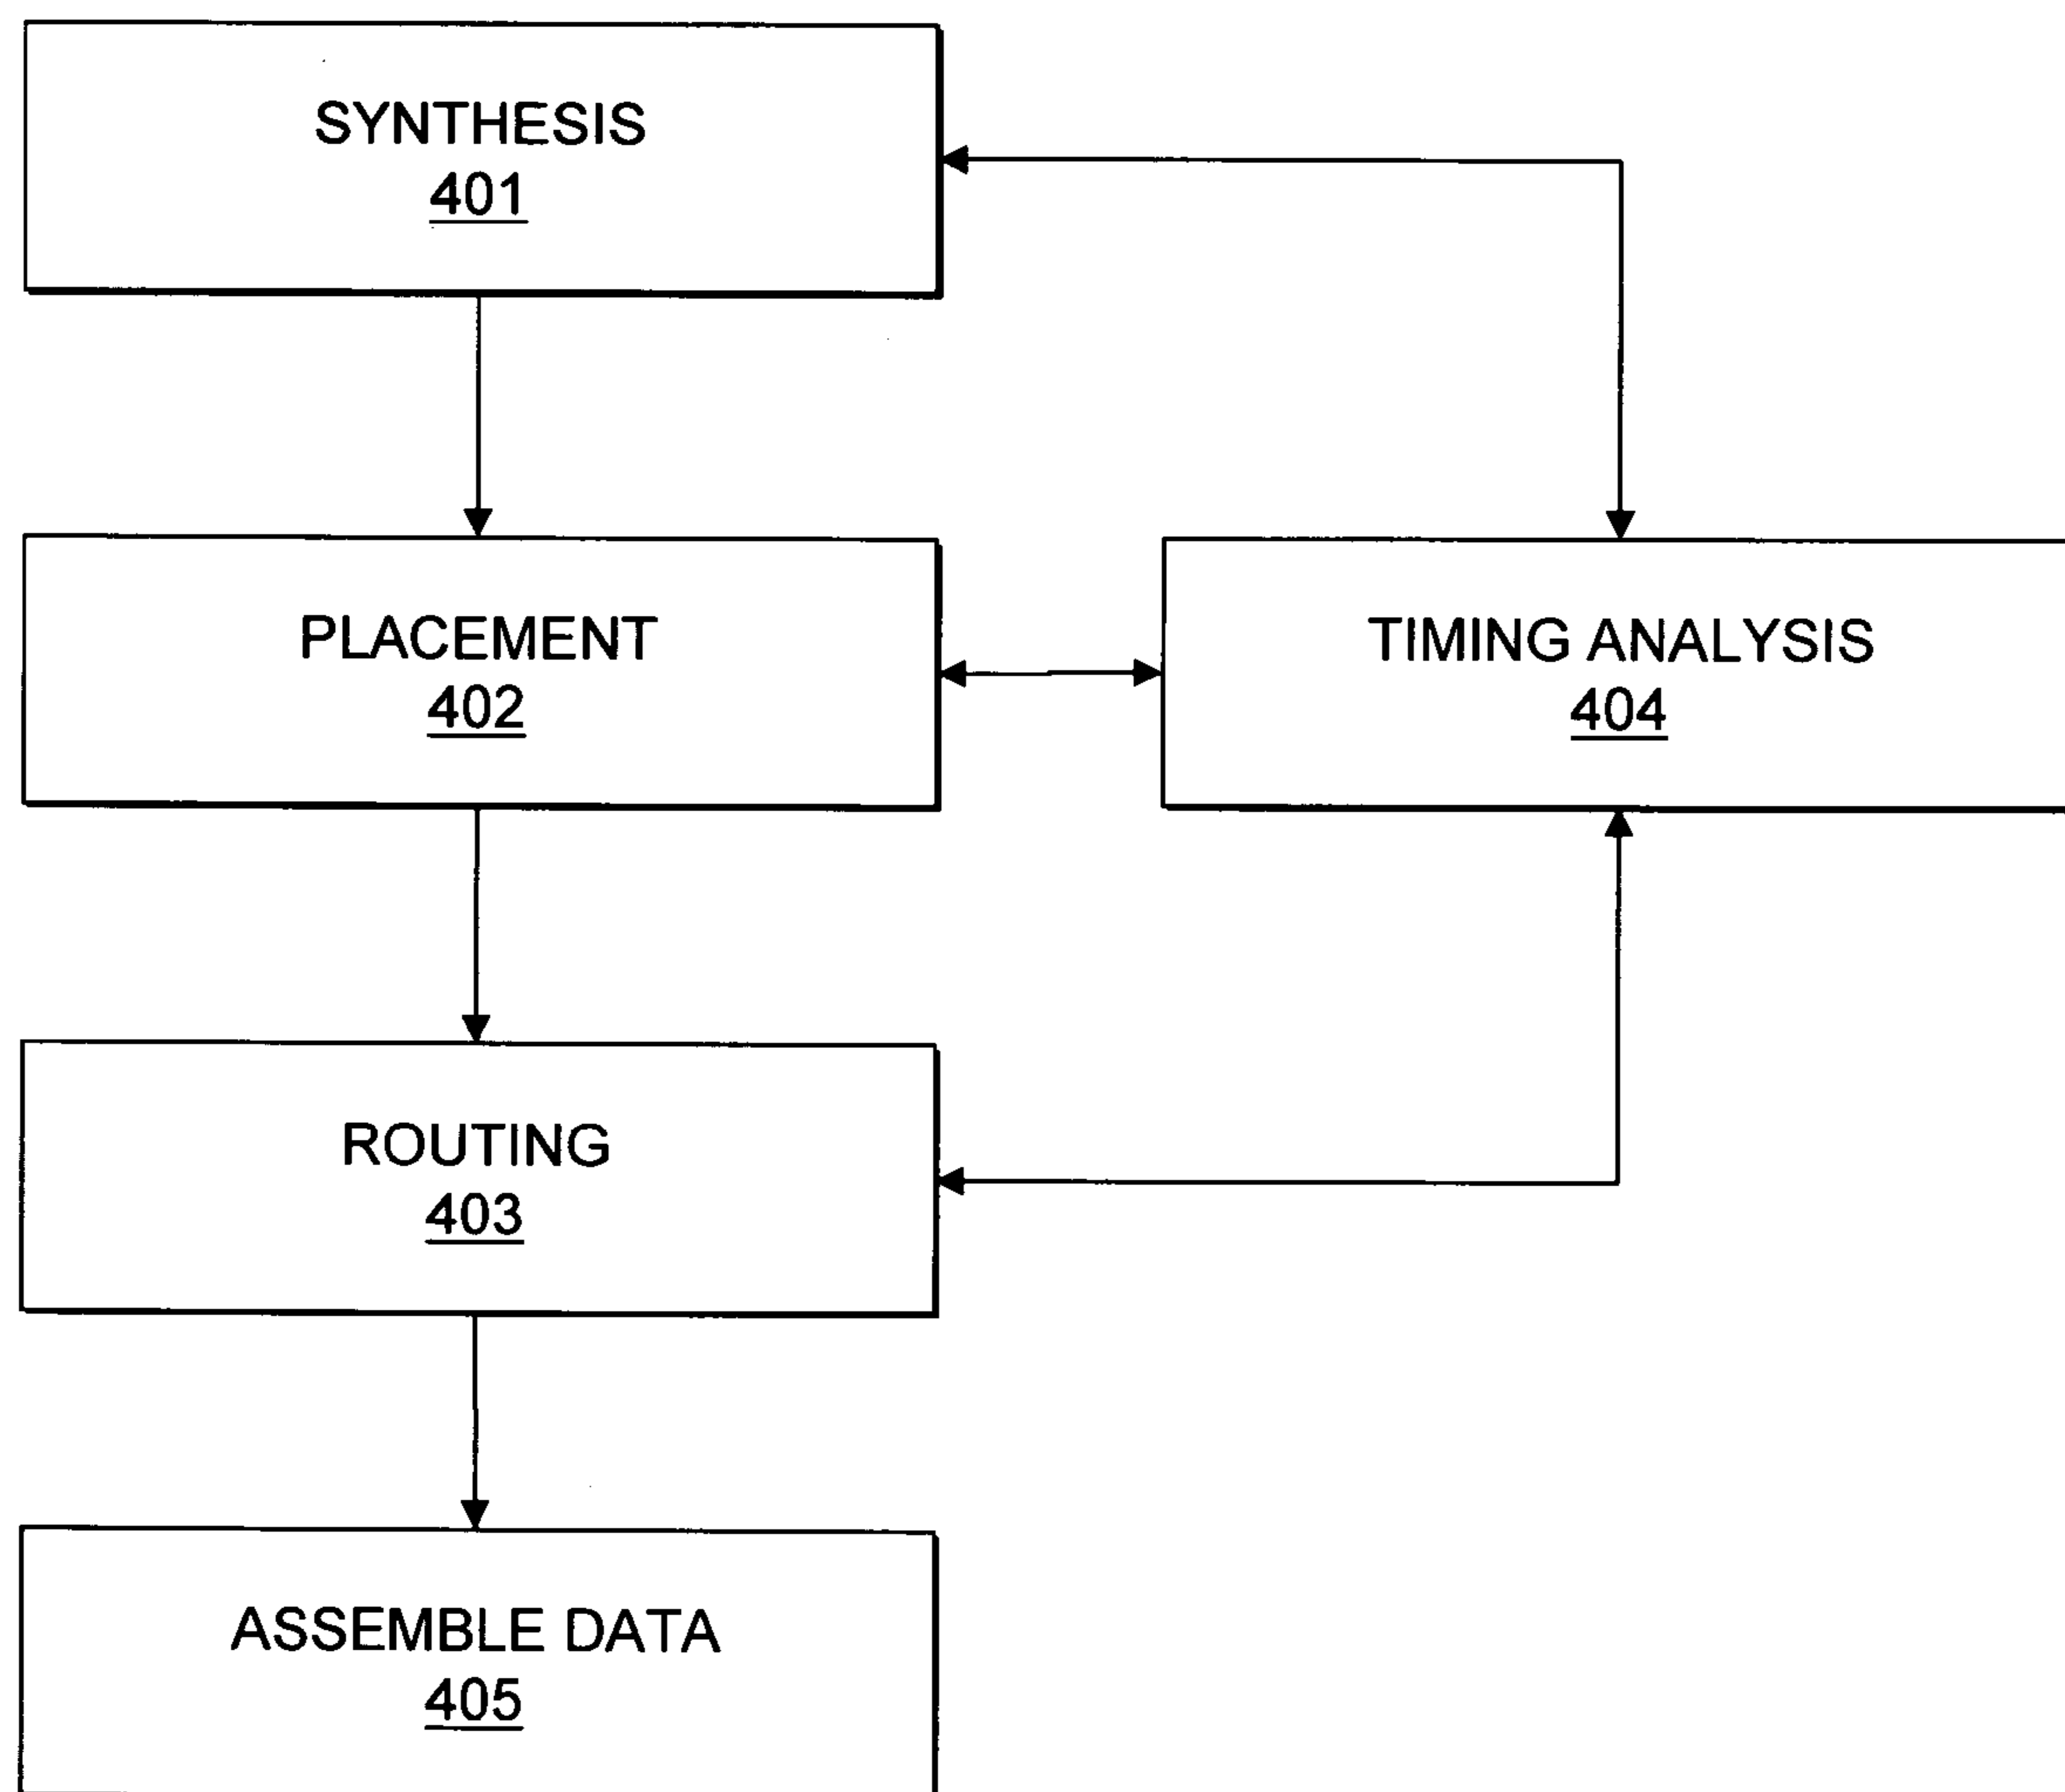 SYNTHESIS
401
PLACEMENT
402
TIMING ANALYSIS
404
ROUTING
403
ASSEMBLE DATA
405